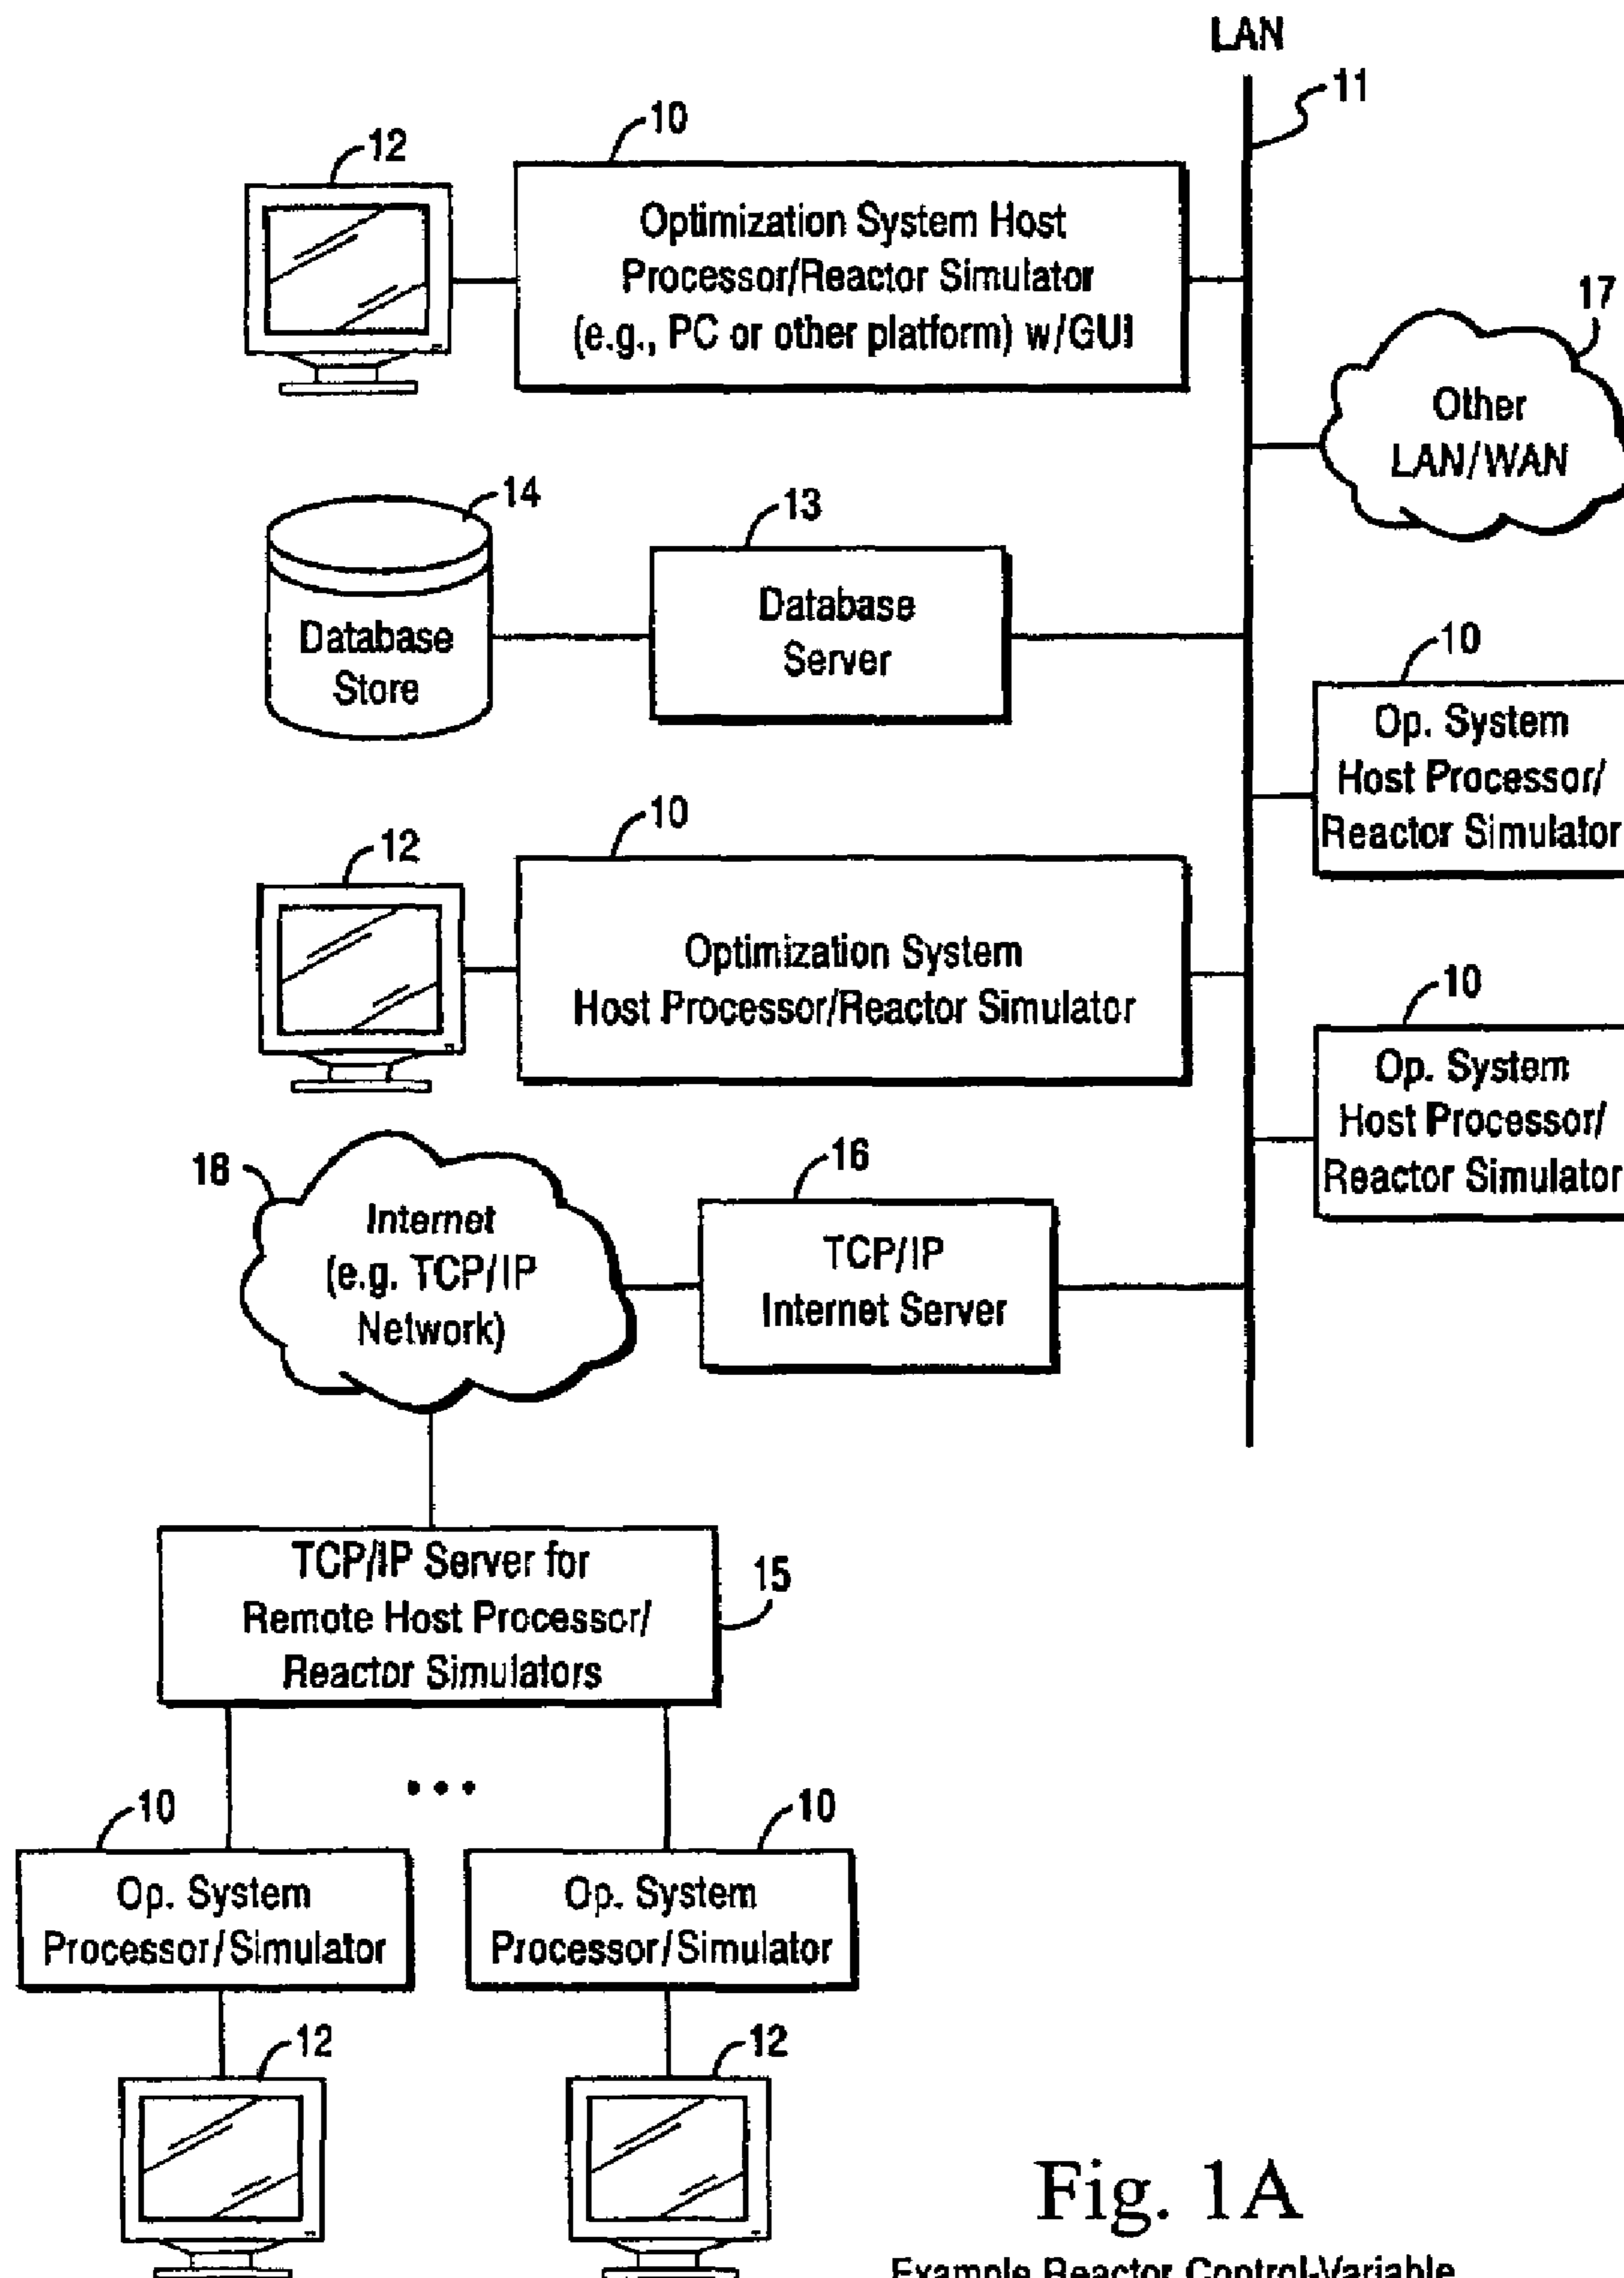 LAN
11
12
10
Optimization System Host
Processor/Reactor Simulator
(e.g., PC or other platform) w/GUI
17
Other
LAN/WAN
14
Database
Store
13
Database
Server
10
Op. System
Host Processor/
Reactor Simulator
12
10
Optimization System
Host Processor/Reactor Simulator
10
Op. System
Host Processor/
Reactor Simulator
18
Internet
(e.g. TCP/IP
Network)
16
TCP/IP
Internet Server
TCP/IP Server for
Remote Host Processor/
Reactor Simulators
15
• • •
10
Op. System
Processor/Simulator
10
Op. System
Processor/Simulator
12
12
Fig. 1A
Example Reactor Control-Variable